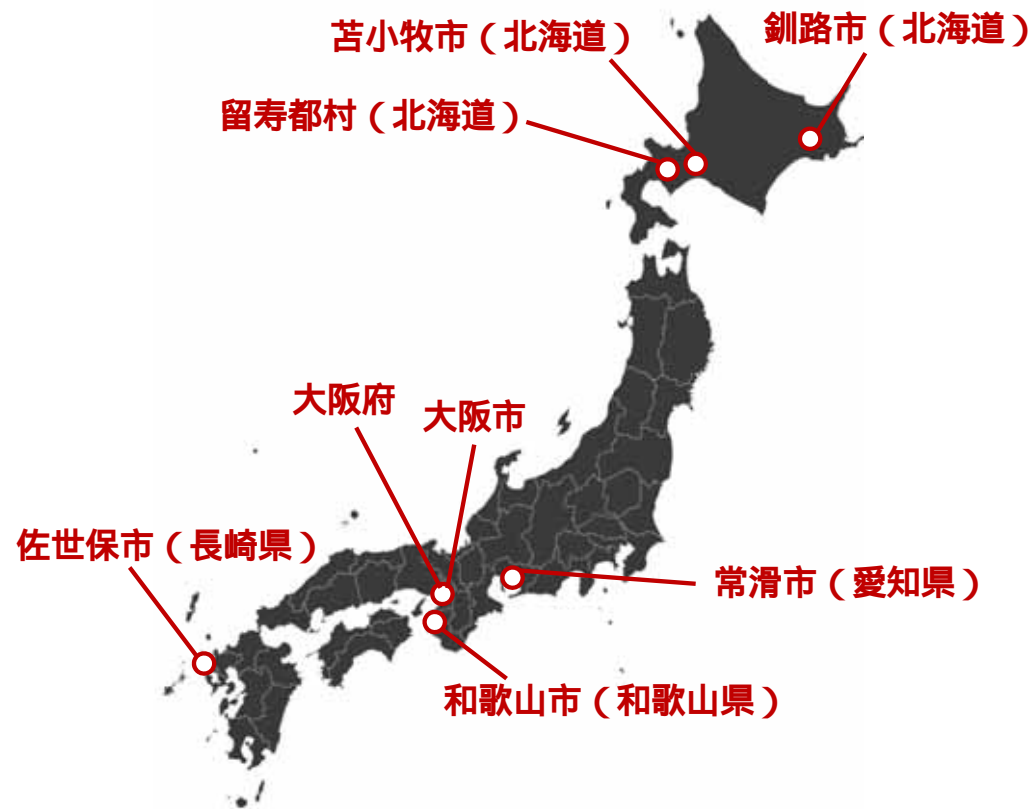 苫小牧市（北海道）
釧路市（北海道）
留寿都村（北海道）
大阪府
大阪市
佐世保市（長崎県）
常滑市（愛知県）
和歌山市（和歌山県）